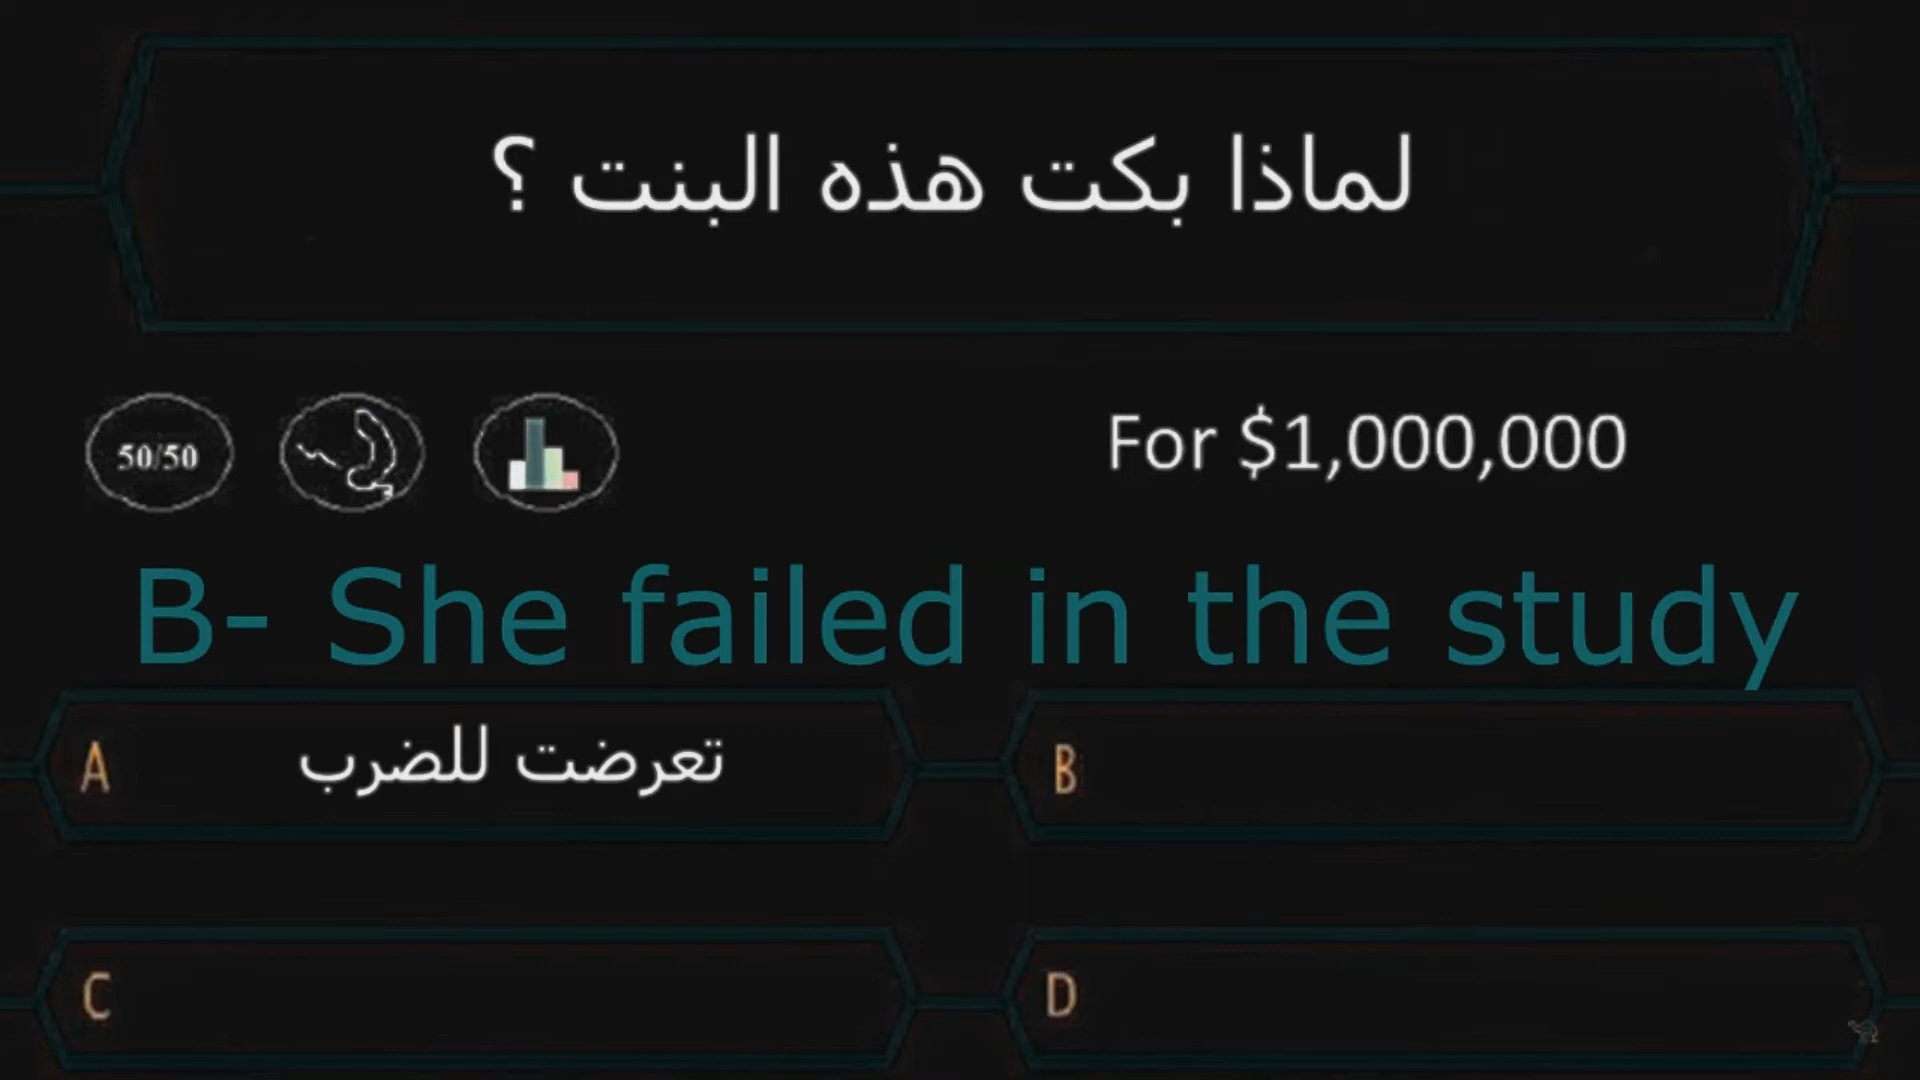 لماذا بكت هذه البنت ؟
50/50
For $1,000,000
B- She failed in the study
A تعرضت للضرب
B
C
D